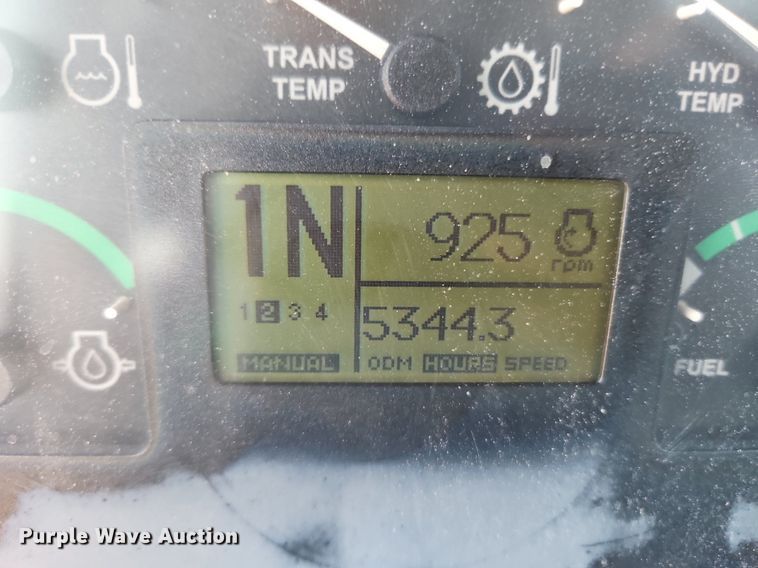 TRANS
TEMP
HYD
TEMP
1N
925
rpm
1 2 3 4
5344.3
MANUAL
ODM HOURS SPEED
FUEL
Purple Wave Auction